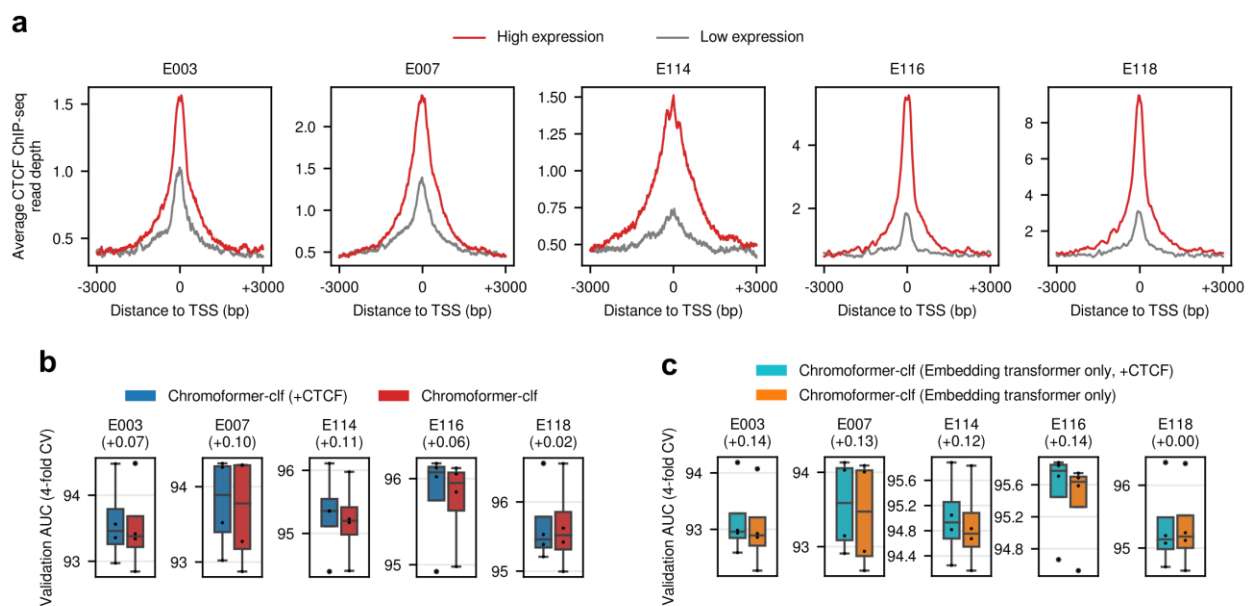 a
High expression
Low expression
E003
E007
E114
E116
E118
Average CTCF ChIP-seq
read depth
1.5
1.0
0.5
2.0
1.5
1.0
0.5
1.50
1.25
1.00
0.75
0.50
4
2
8
6
4
2
-3000 0 +3000
-3000 0 +3000
-3000 0 +3000
-3000 0 +3000
-3000 0 +3000
Distance to TSS (bp)
Distance to TSS (bp)
Distance to TSS (bp)
Distance to TSS (bp)
Distance to TSS (bp)
b
Chromoformer-clf (+CTCF)
Chromoformer-clf
E003
(+0.07)
E007
(+0.10)
E114
(+0.11)
E116
(+0.06)
E118
(+0.02)
Validation AUC (4-fold CV)
94
93
94
93
96
95
96
95
96
95
c
Chromoformer-clf (Embedding transformer only, +CTCF)
Chromoformer-clf (Embedding transformer only)
E003
(+0.14)
E007
(+0.13)
E114
(+0.12)
E116
(+0.14)
E118
(+0.00)
Validation AUC (4-fold CV)
94
93
94
93
95.6
95.2
94.8
94.4
95.6
95.2
94.8
96
95